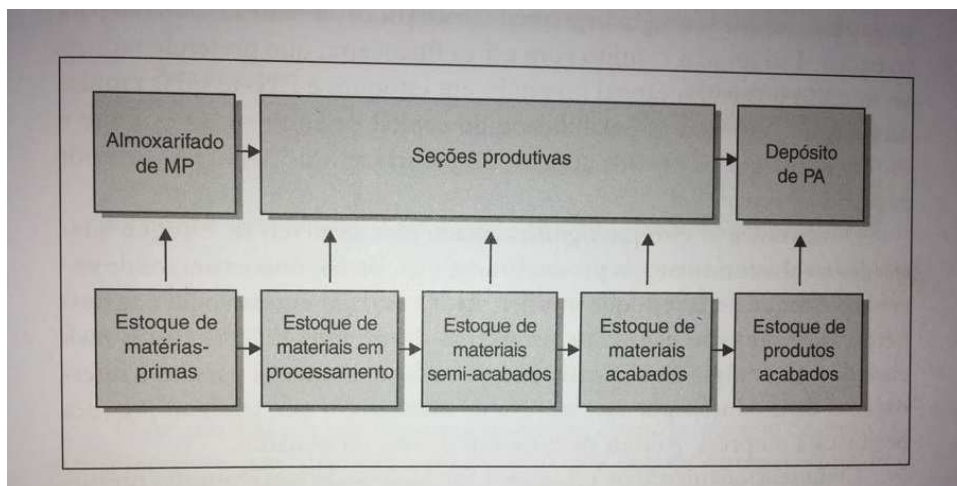 Almoxarifado
de MP
Seções produtivas
Depósito
de PA
Estoque de
matérias-
primas
Estoque de
materiais em
processamento
Estoque de
materiais
semi-acabados
Estoque de
materiais
acabados
Estoque de
produtos
acabados